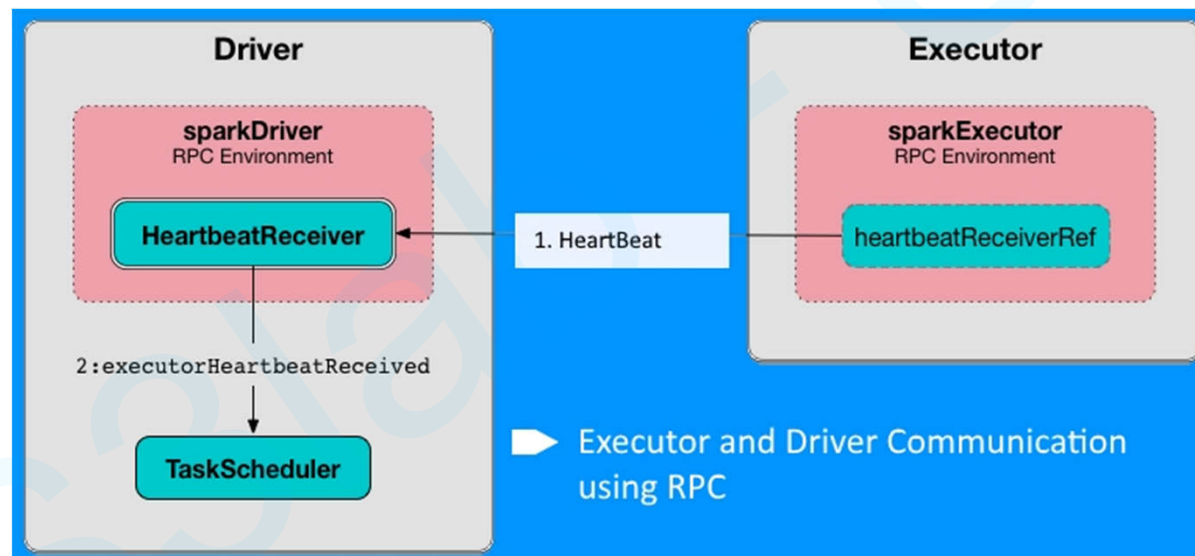 Driver
sparkDriver
RPC Environment
HeartbeatReceiver
2:executorHeartbeatReceived
TaskScheduler
1. HeartBeat
Executor
sparkExecutor
RPC Environment
heartbeatReceiverRef
Executor and Driver Communication
using RPC